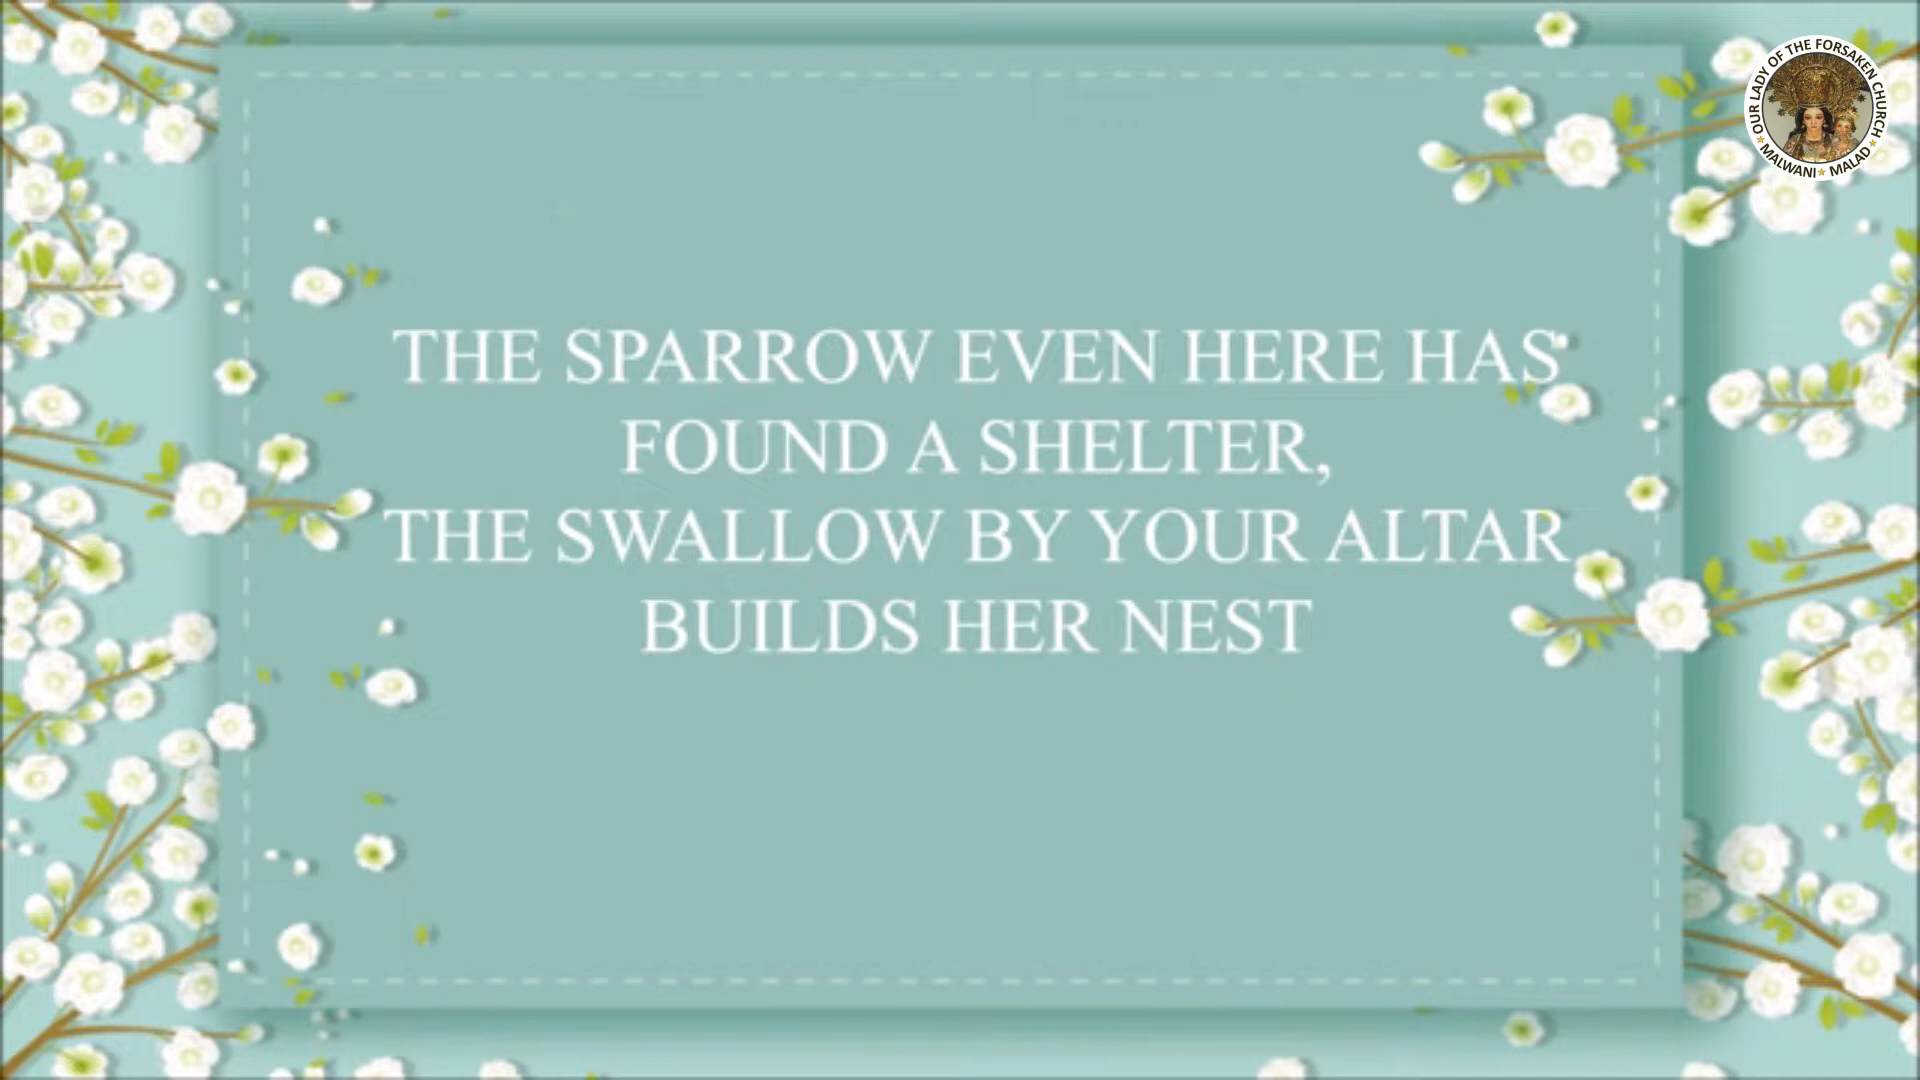 OUR LADY OF THE FORSAKEN CHURCH
MALWANI MALAD
THE SPARROW EVEN HERE HAS
FOUND A SHELTER,
THE SWALLOW BY YOUR ALTAR
BUILDS HER NEST